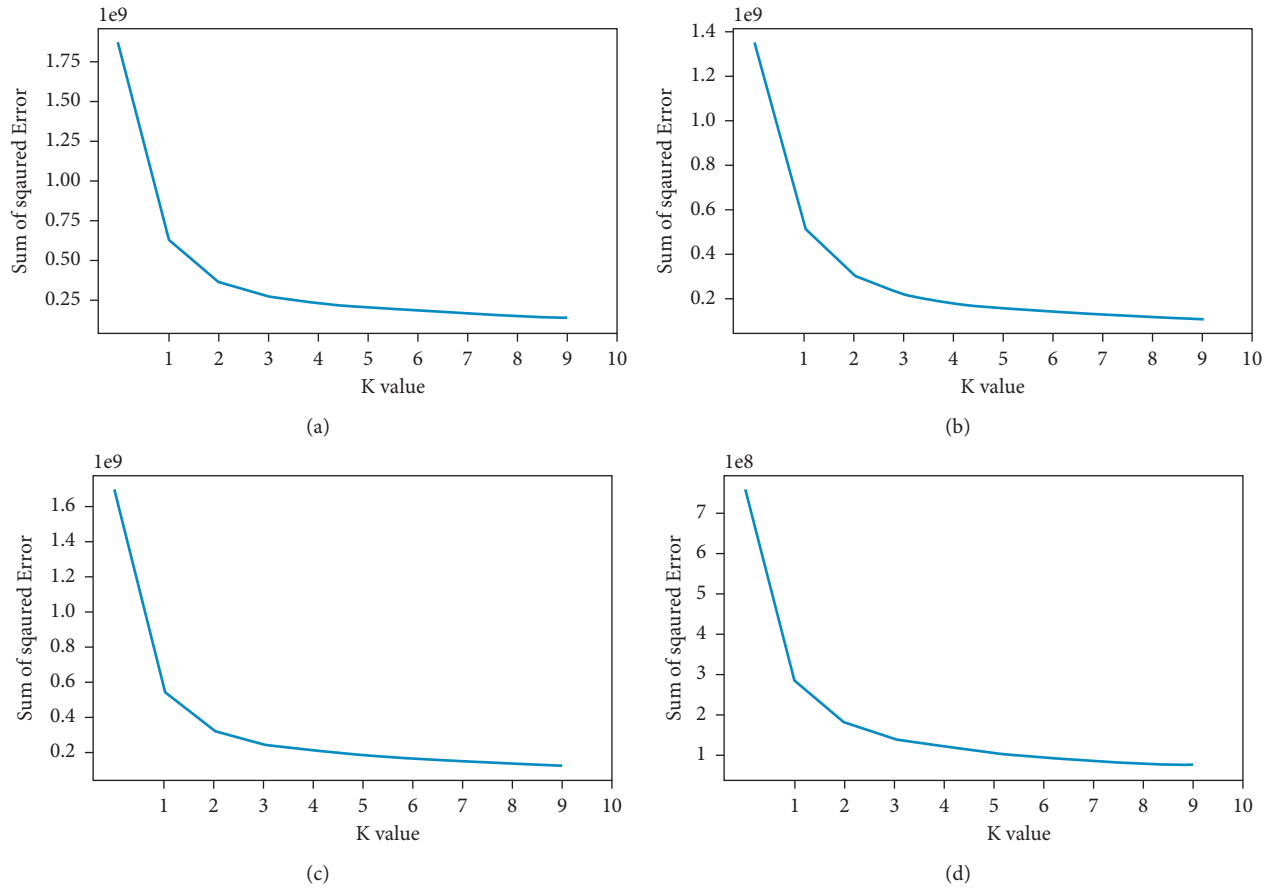 1e9
1.75
1.50
1.25
1.00
0.75
0.50
0.25
Sum of sqaured Error
1 2 3 4 5 6 7 8 9 10
K value
(a)
1e9
1.4
1.2
1.0
0.8
0.6
0.4
0.2
Sum of sqaured Error
1 2 3 4 5 6 7 8 9 10
K value
(b)
1e9
1.6
1.4
1.2
1.0
0.8
0.6
0.4
0.2
Sum of sqaured Error
1 2 3 4 5 6 7 8 9 10
K value
(c)
1e8
7
6
5
4
3
2
1
Sum of sqaured Error
1 2 3 4 5 6 7 8 9 10
K value
(d)